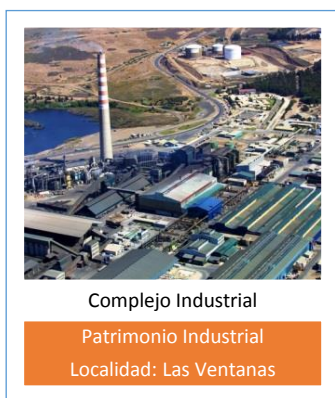 Complejo Industrial
Patrimonio Industrial
Localidad: Las Ventanas